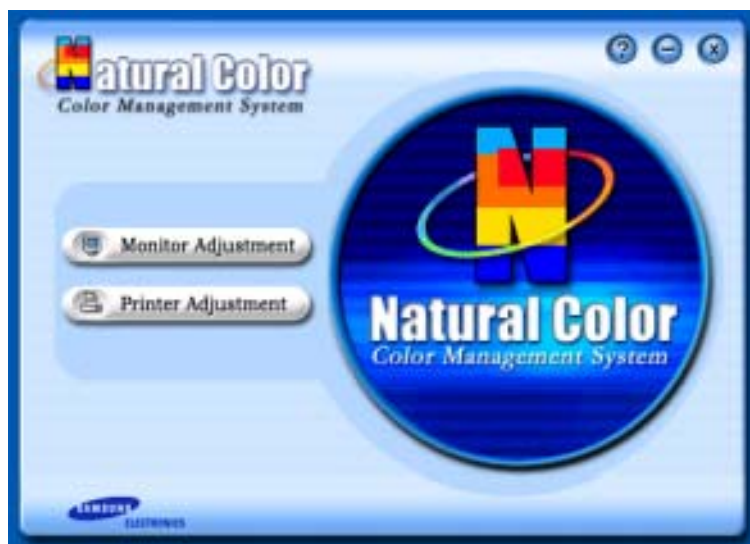 Natural Color
Color Management System
?
Monitor Adjustment
Printer Adjustment
Natural Color
Color Management System
SAMSUNG
ELECTRONICS